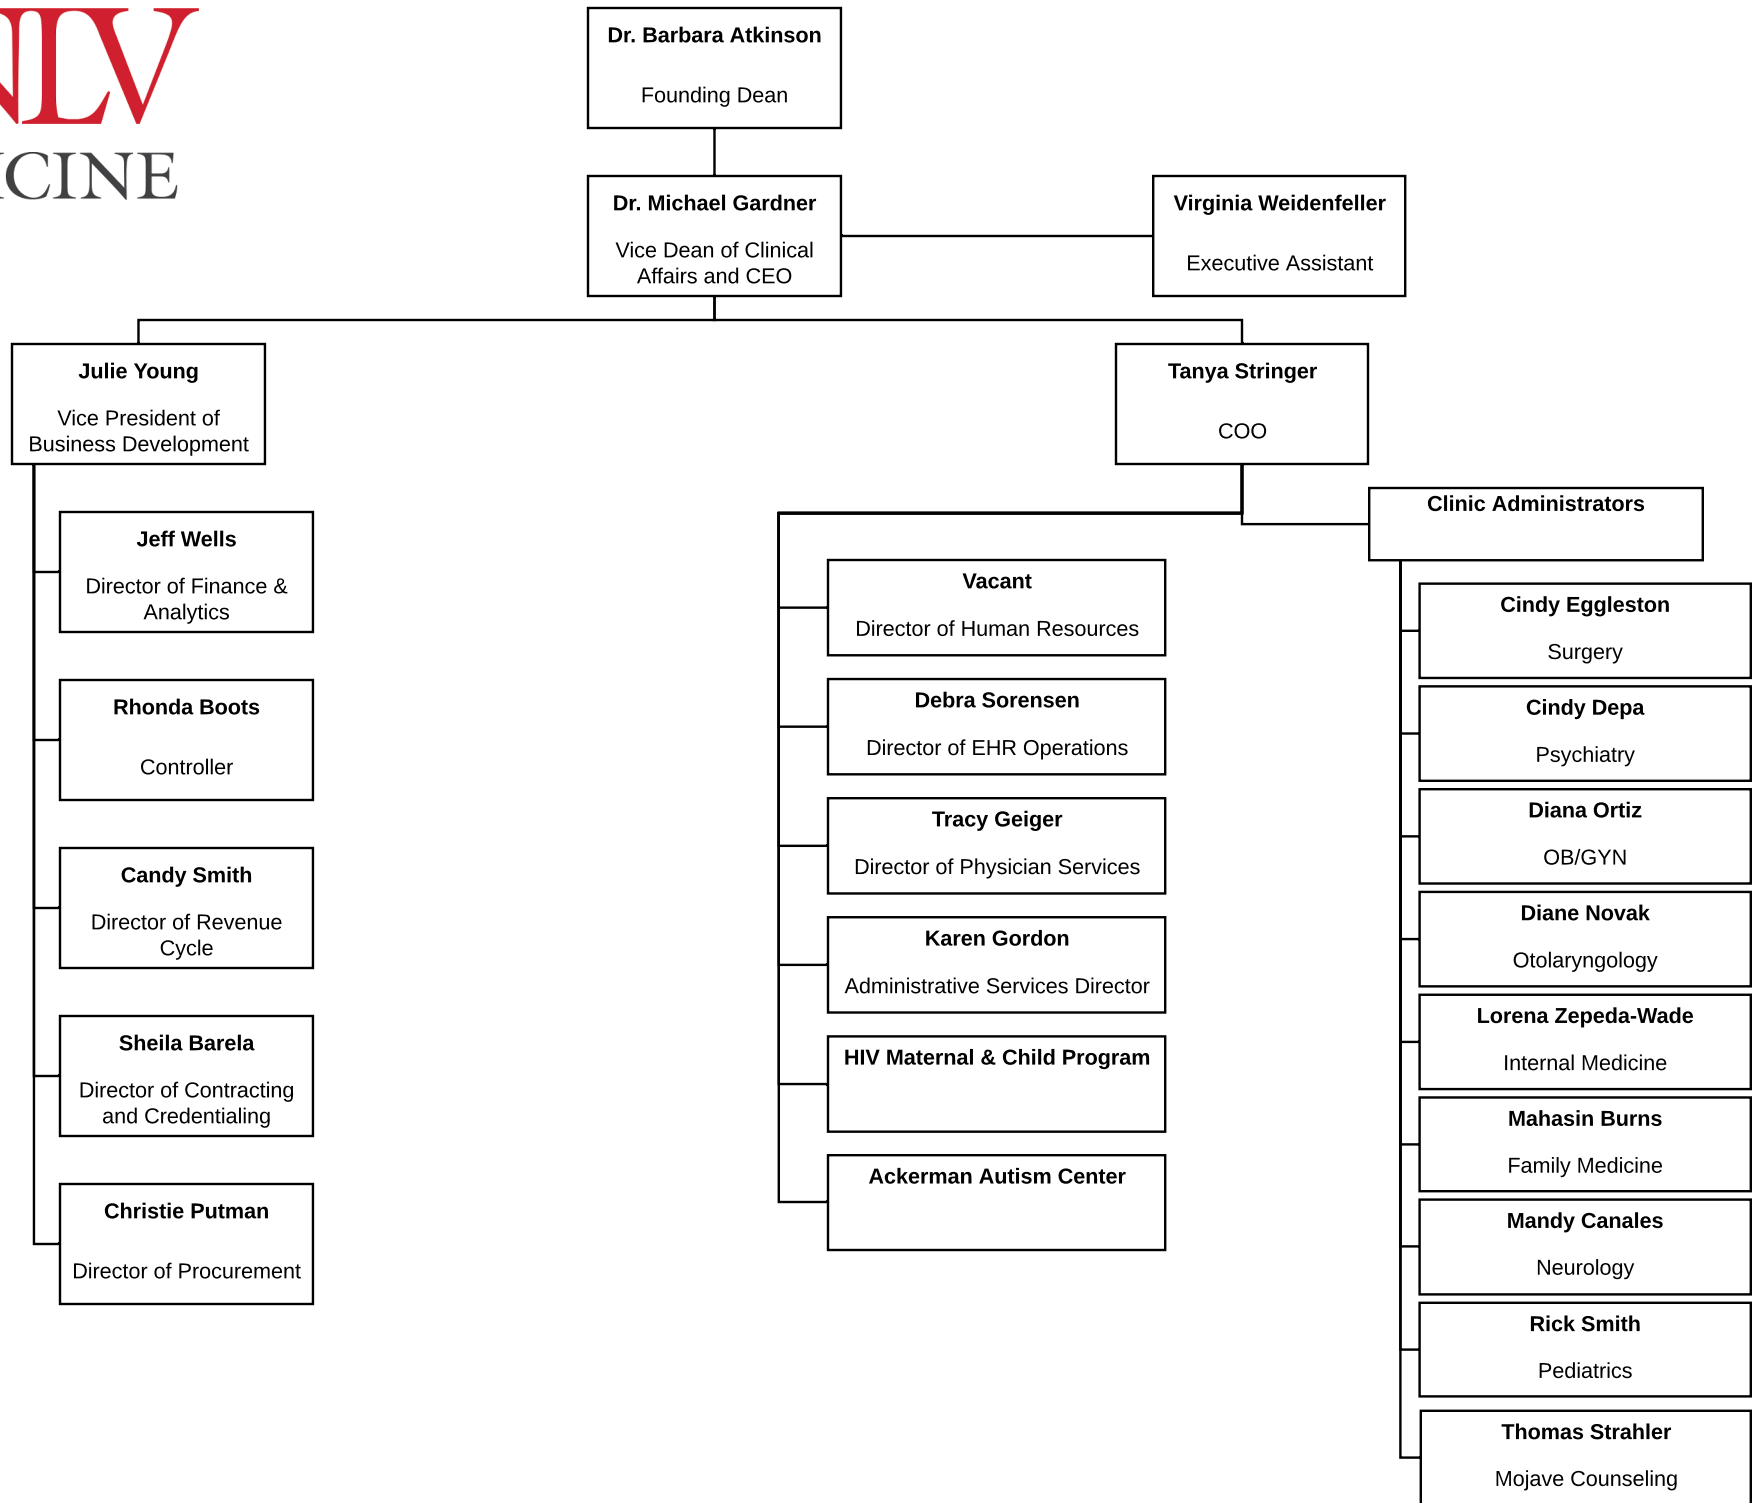 NLV
ICINE
Dr. Barbara Atkinson
Founding Dean
Dr. Michael Gardner
Vice Dean of Clinical
Affairs and CEO
Virginia Weidenfeller
Executive Assistant
Julie Young
Vice President of
Business Development
Tanya Stringer
COO
Jeff Wells
Director of Finance &
Analytics
Rhonda Boots
Controller
Candy Smith
Director of Revenue
Cycle
Sheila Barela
Director of Contracting
and Credentialing
Christie Putman
Director of Procurement
Vacant
Director of Human Resources
Debra Sorensen
Director of EHR Operations
Tracy Geiger
Director of Physician Services
Karen Gordon
Administrative Services Director
HIV Maternal & Child Program
Ackerman Autism Center
Clinic Administrators
Cindy Eggleston
Surgery
Cindy Depa
Psychiatry
Diana Ortiz
OB/GYN
Diane Novak
Otolaryngology
Lorena Zepeda-Wade
Internal Medicine
Mahasin Burns
Family Medicine
Mandy Canales
Neurology
Rick Smith
Pediatrics
Thomas Strahler
Mojave Counseling